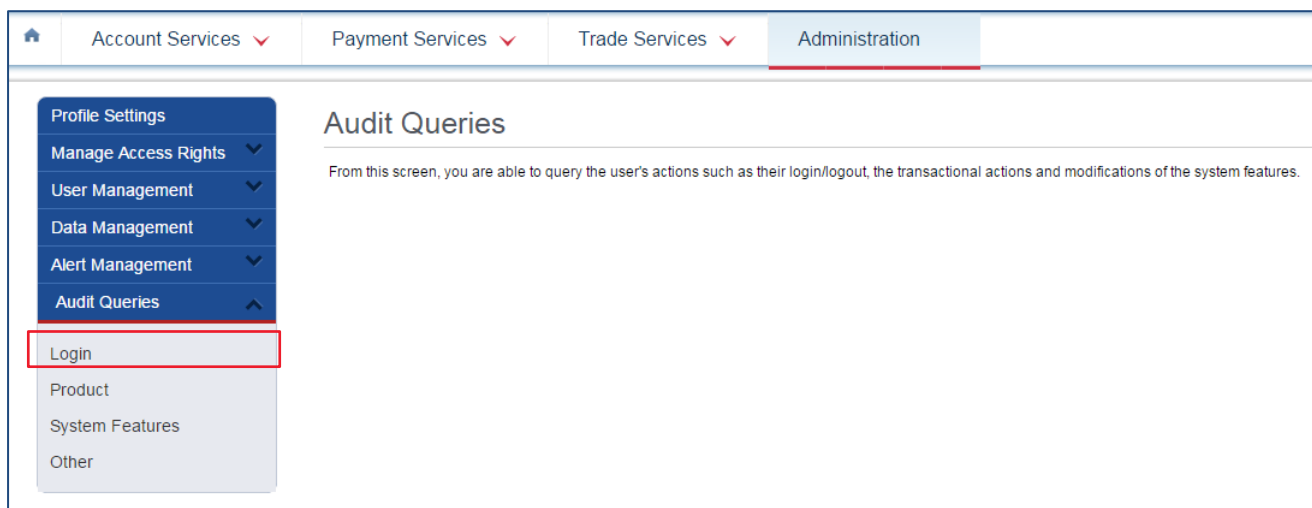 Account Services
Payment Services
Trade Services
Administration
Profile Settings
Manage Access Rights
User Management
Data Management
Alert Management
Audit Queries
Login
Product
System Features
Other
Audit Queries
From this screen, you are able to query the user's actions such as their login/logout, the transactional actions and modifications of the system features.